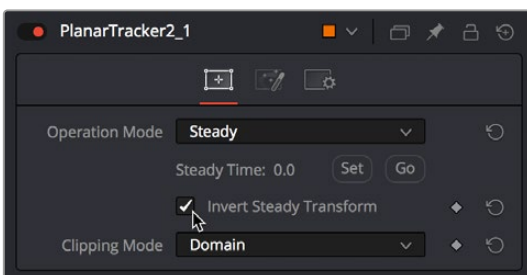 PlanarTracker2_1
Operation Mode Steady
Steady Time: 0.0 Set Go
Invert Steady Transform
Clipping Mode Domain